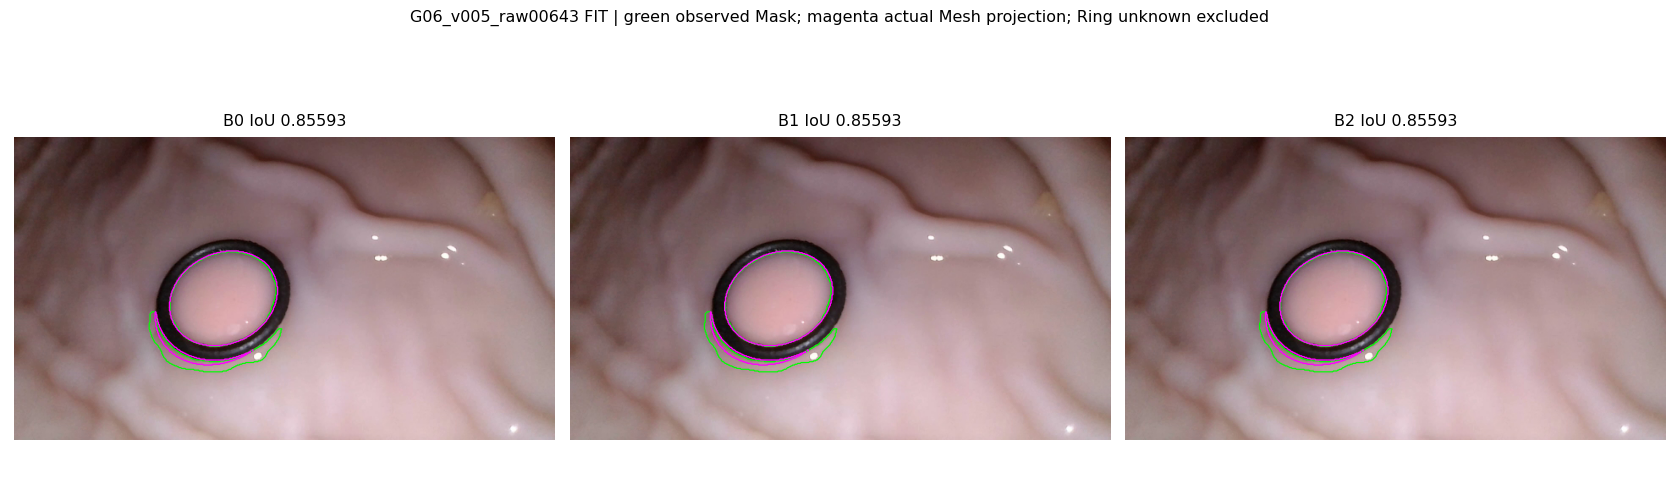 G06_v005_raw00643 FIT | green observed Mask; magenta actual Mesh projection; Ring unknown excluded
B0 IoU 0.85593
B1 IoU 0.85593
B2 IoU 0.85593